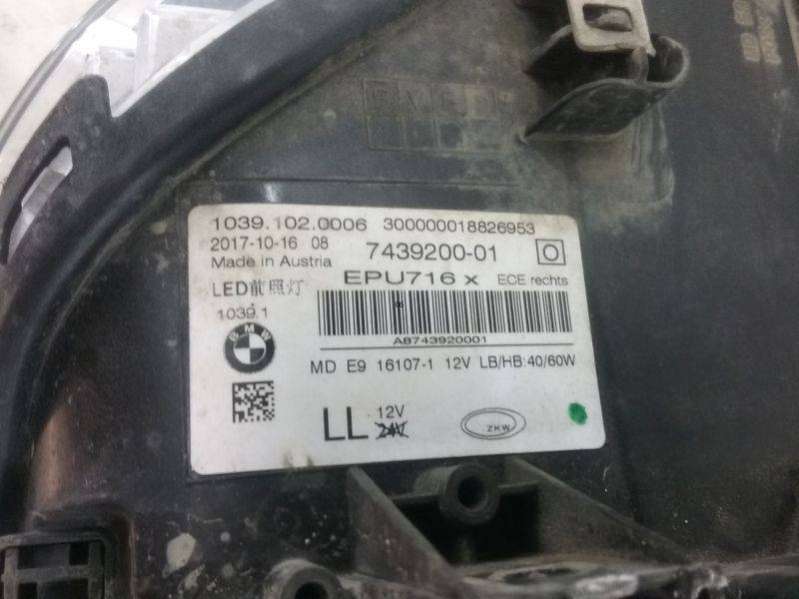 1039.102.0006 300000018826953
2017-10-16 08 7439200-01
Made in Austria
EPU716 x ECE rechts
LED前照灯
1039.1
BMW
A8743920001
MD E9 16107-1 12V LB/HB:40/60W
LL 12V
24V
ZKW